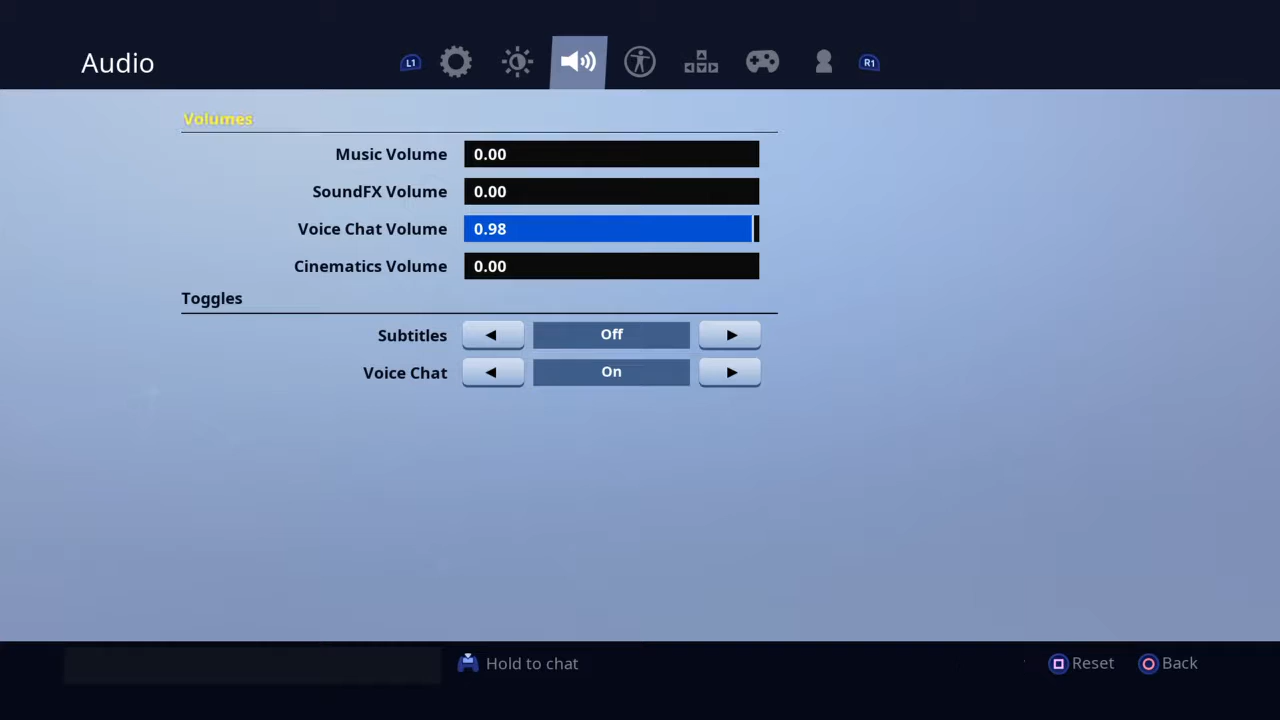 Audio
L1
R1
Volumes
Music Volume 0.00
SoundFX Volume 0.00
Voice Chat Volume 0.98
Cinematics Volume 0.00
Toggles
Subtitles Off
Voice Chat On
Hold to chat
Reset
Back